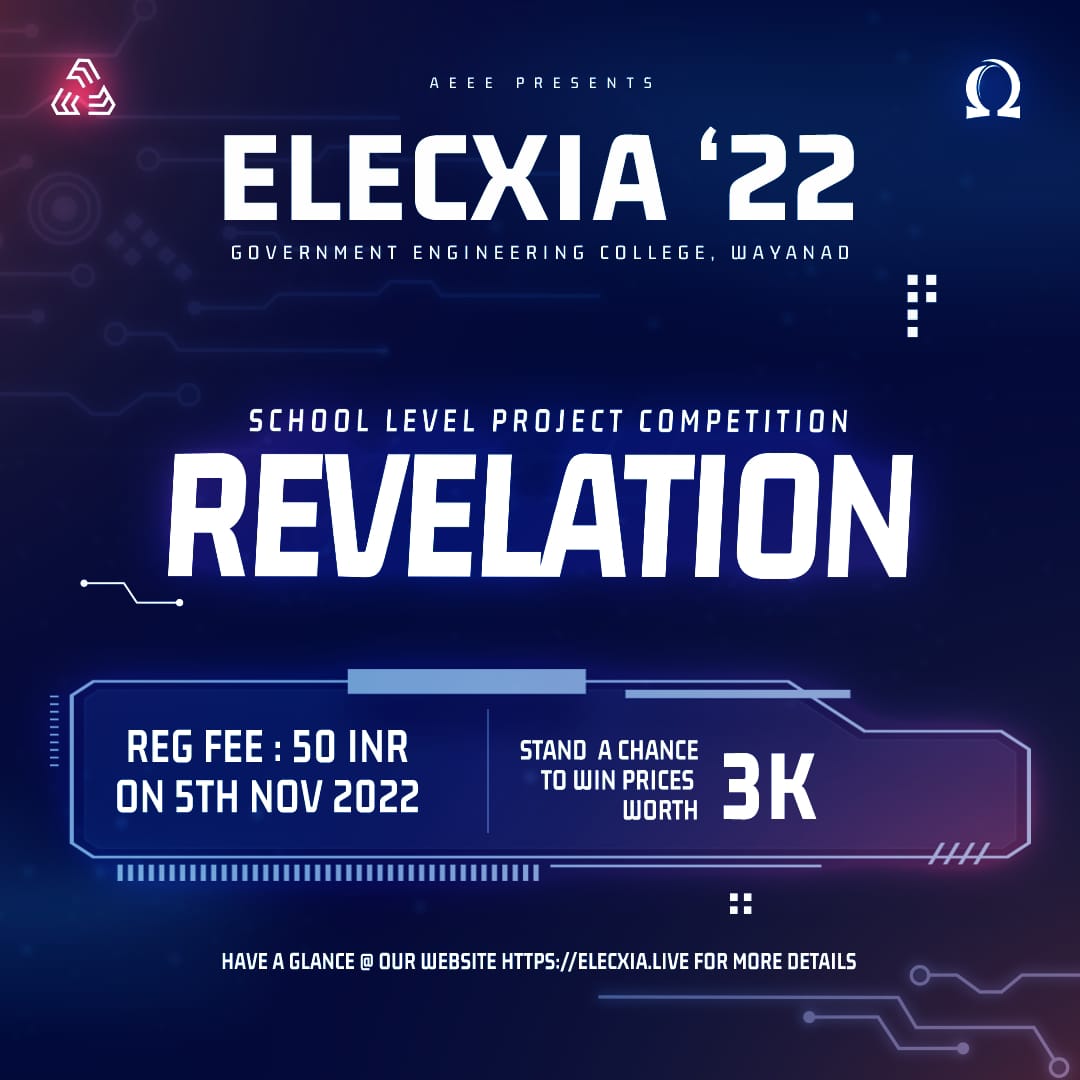 AEEE PRESENTS
ELECXIA ‘22
GOVERNMENT ENGINEERING COLLEGE, WAYANAD
SCHOOL LEVEL PROJECT COMPETITION
REVELATION
REG FEE : 50 INR
ON 5TH NOV 2022
STAND A CHANCE
TO WIN PRICES
WORTH
3K
HAVE A GLANCE @ OUR WEBSITE HTTPS://ELECXIA.LIVE FOR MORE DETAILS